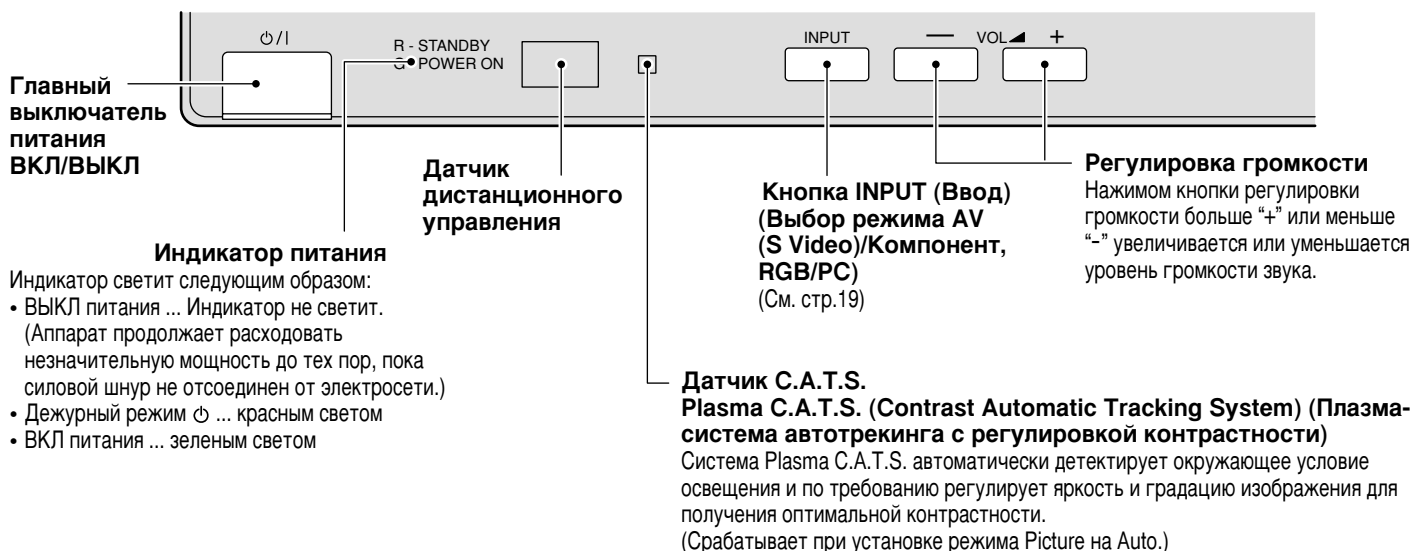 ⏻/I
R - STANDBY
G - POWER ON
INPUT
— VOL +
Главный
выключатель
питания
ВКЛ/ВЫКЛ
Датчик
дистанционного
управления
Индикатор питания
Индикатор светит следующим образом:
• ВЫКЛ питания ... Индикатор не светит.
(Аппарат продолжает расходовать
незначительную мощность до тех пор, пока
силовой шнур не отсоединен от электросети.)
• Дежурный режим ⏻ ... красным светом
• ВКЛ питания ... зеленым светом
Кнопка INPUT (Ввод)
(Выбор режима AV
(S Video)/Компонент,
RGB/PC)
(См. стр.19)
Регулировка громкости
Нажимом кнопки регулировки
громкости больше “+” или меньше
“-” увеличивается или уменьшается
уровень громкости звука.
Датчик C.A.T.S.
Plasma C.A.T.S. (Contrast Automatic Tracking System) (Плазма-
система автотрекинга с регулировкой контрастности)
Система Plasma C.A.T.S. автоматически детектирует окружающее условие
освещения и по требованию регулирует яркость и градацию изображения для
получения оптимальной контрастности.
(Срабатывает при установке режима Picture на Auto.)